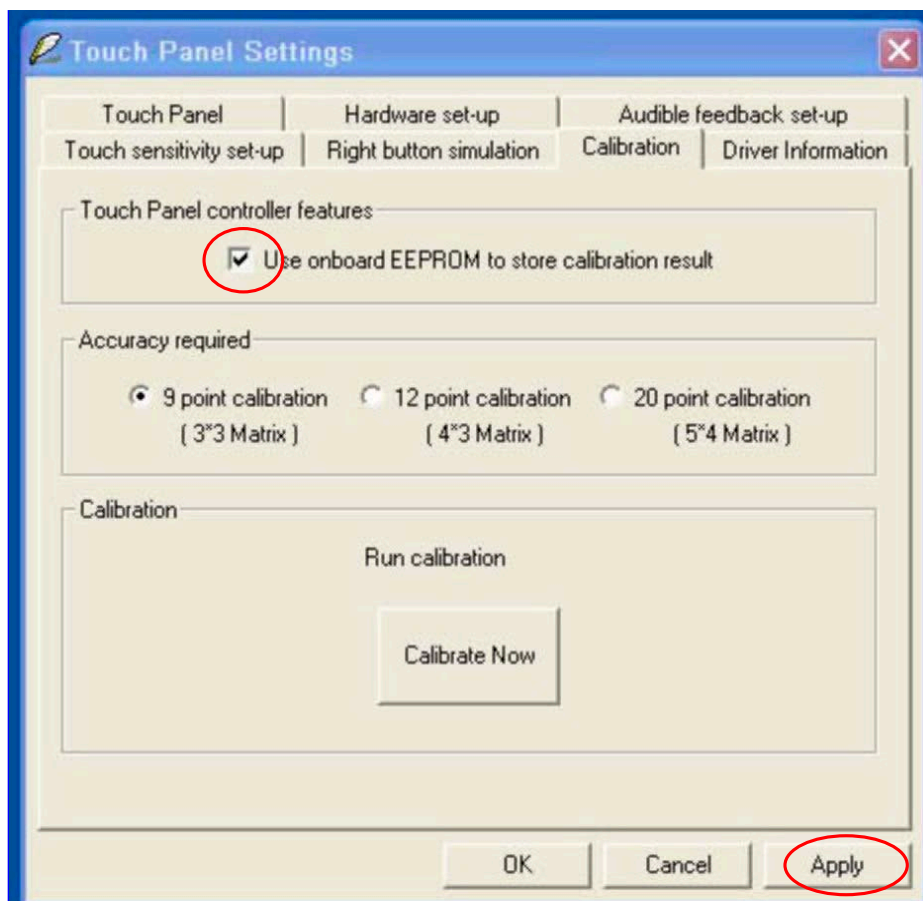 Touch Panel Settings
Touch Panel Hardware set-up Audible feedback set-up
Touch sensitivity set-up Right button simulation Calibration Driver Information
Touch Panel controller features
Use onboard EEPROM to store calibration result
Accuracy required
9 point calibration 12 point calibration 20 point calibration
( 3*3 Matrix ) ( 4*3 Matrix ) ( 5*4 Matrix )
Calibration
Run calibration
Calibrate Now
OK Cancel Apply